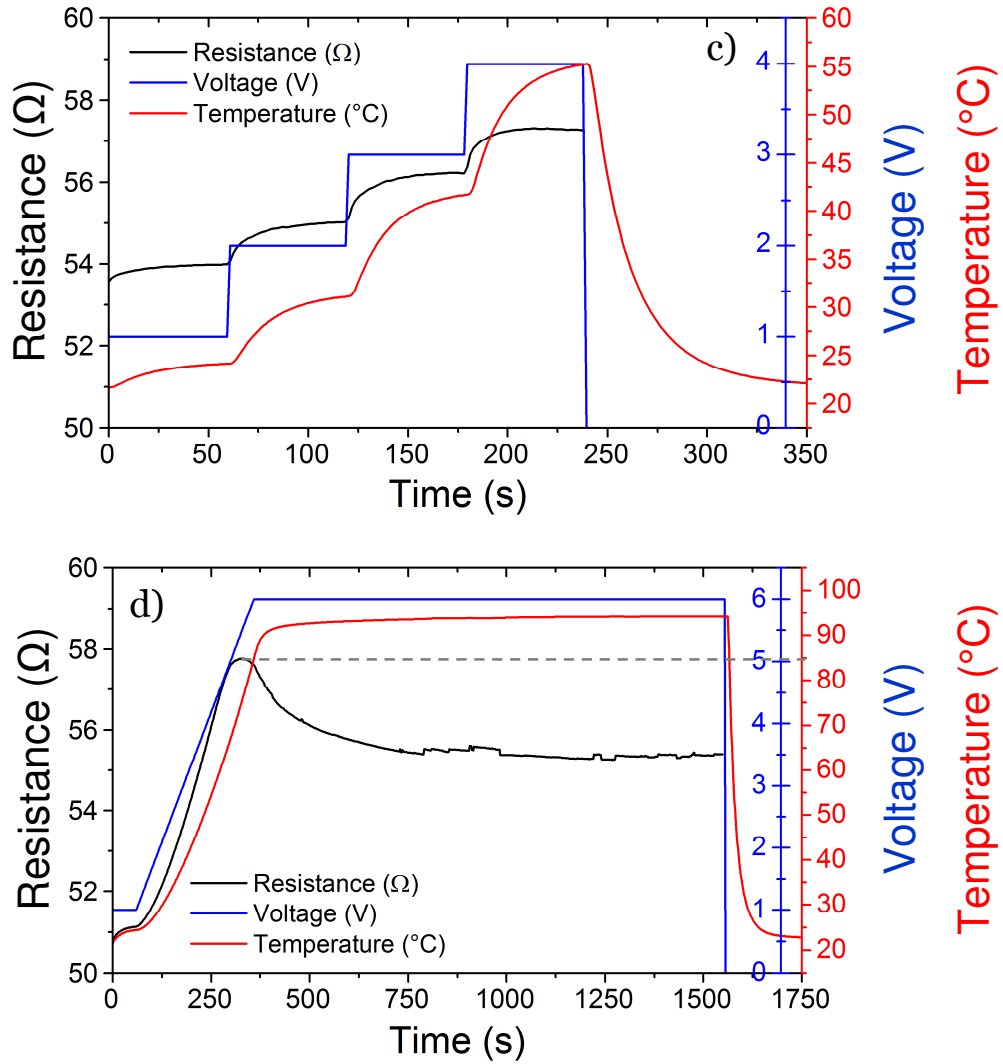 c)
Resistance (Ω)
Voltage (V)
Temperature (°C)
Resistance (Ω)
60
58
56
54
52
50
0 50 100 150 200 250 300 350
Time (s)
4
3
2
1
0
Voltage (V)
60
55
50
45
40
35
30
25
20
Temperature (°C)
d)
Resistance (Ω)
Voltage (V)
Temperature (°C)
Resistance (Ω)
60
58
56
54
52
50
0 250 500 750 1000 1250 1500 1750
Time (s)
6
5
4
3
2
1
0
Voltage (V)
100
90
80
70
60
50
40
30
20
Temperature (°C)